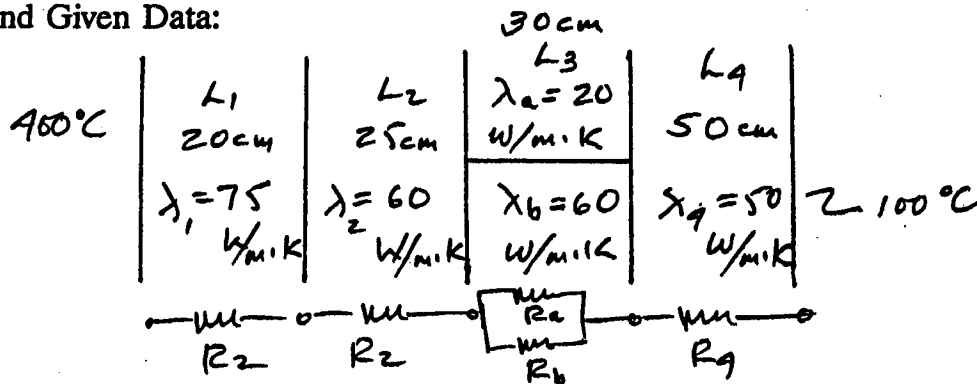 nd Given Data:
30cm
L3
L1 L2 λa = 20 L4
400°C 20cm 25cm W/m·K 50cm
λ1 = 75 λ2 = 60 λb = 60 λ4 = 50 100°C
W/m·K W/m·K W/m·K W/m·K
Ra
R2 R2 Rb R4